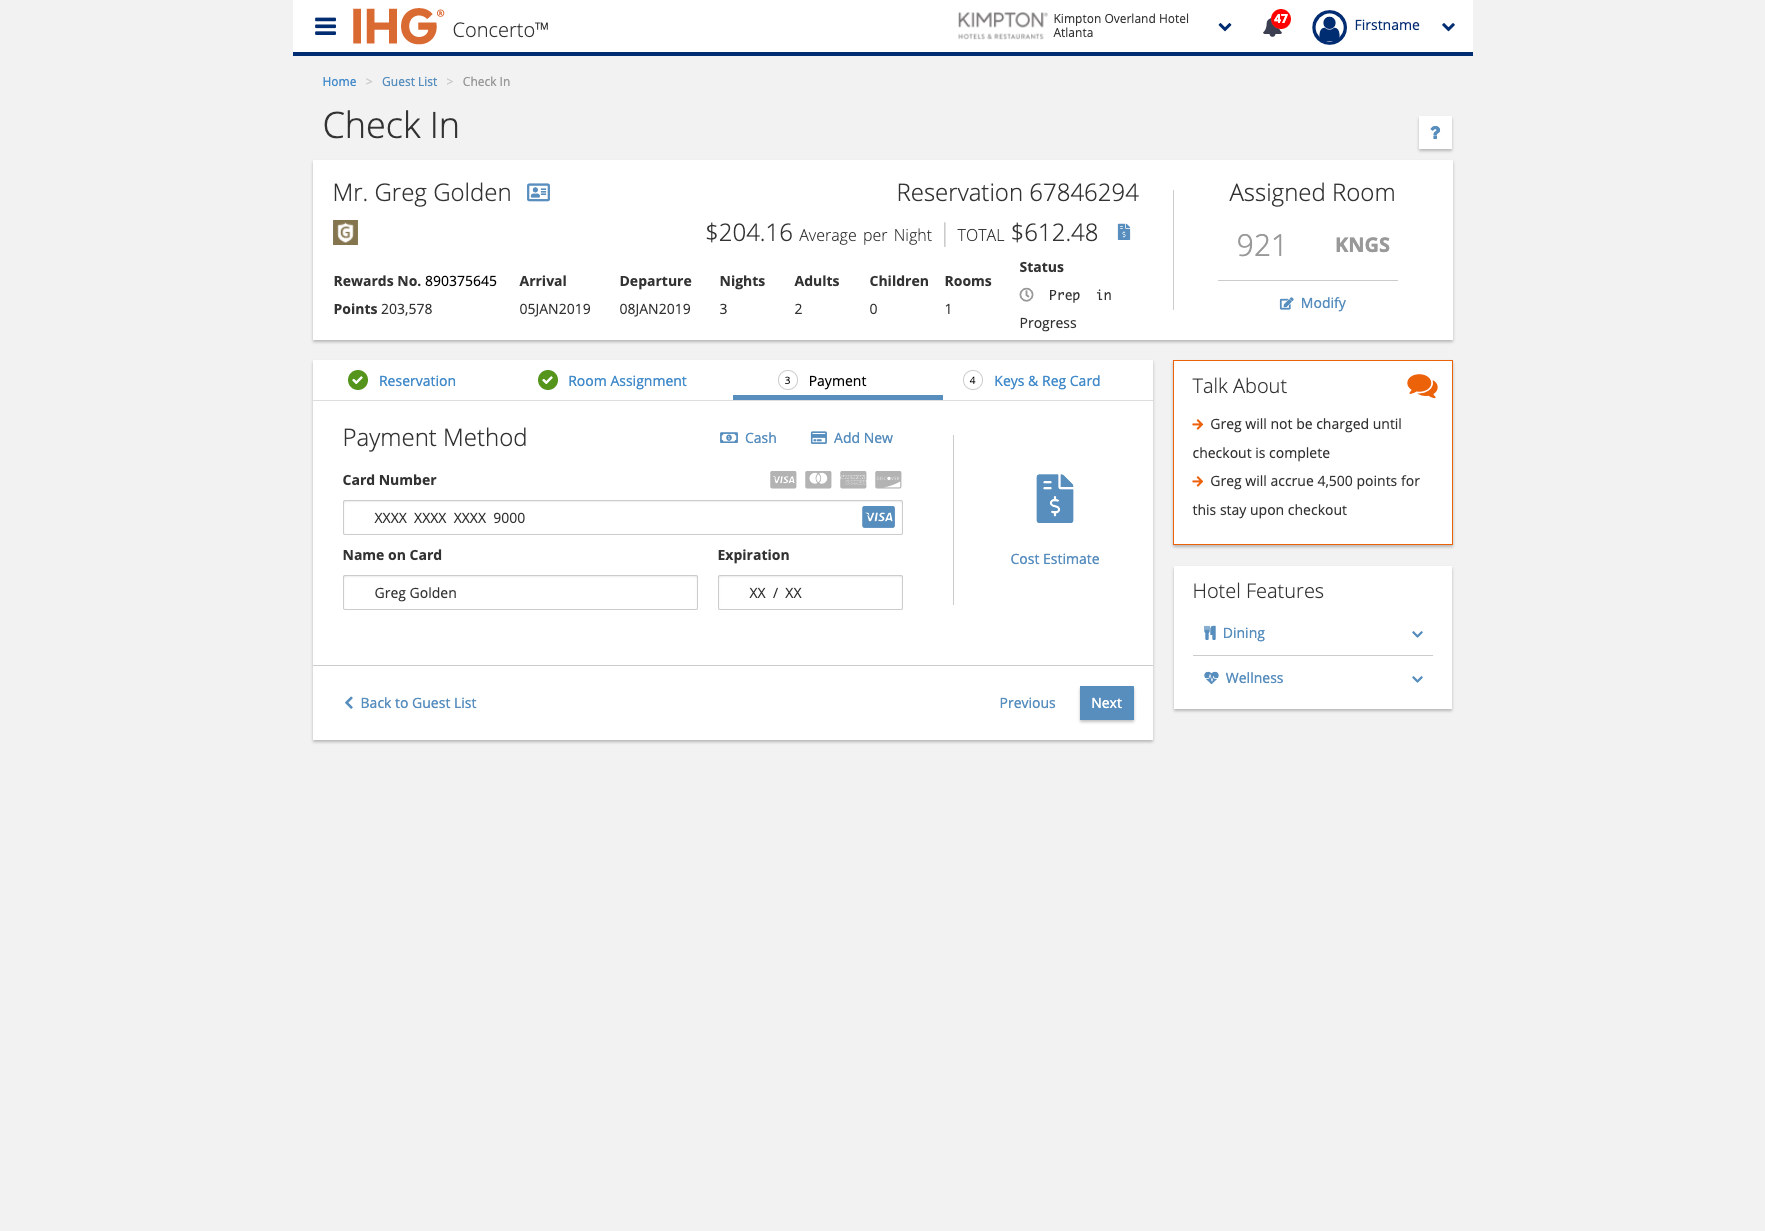 IHG® Concerto™
KIMPTON®
HOTELS & RESTAURANTS
Kimpton Overland Hotel
Atlanta
47
Firstname
Home > Guest List > Check In
Check In
?
Mr. Greg Golden
Reservation 67846294
Assigned Room
G
$204.16 Average per Night
TOTAL $612.48
921
KNGS
Modify
Rewards No. 890375645
Points 203,578
Arrival
05JAN2019
Departure
08JAN2019
Nights
3
Adults
2
Children
0
Rooms
1
Status
Prep in
Progress
Reservation
Room Assignment
3 Payment
4 Keys & Reg Card
Payment Method
Cash
Add New
Card Number
VISA
XXXX XXXX XXXX 9000
VISA
Name on Card
Expiration
Greg Golden
XX / XX
$
Cost Estimate
Back to Guest List
Previous
Next
Talk About
Greg will not be charged until
checkout is complete
Greg will accrue 4,500 points for
this stay upon checkout
Hotel Features
Dining
Wellness